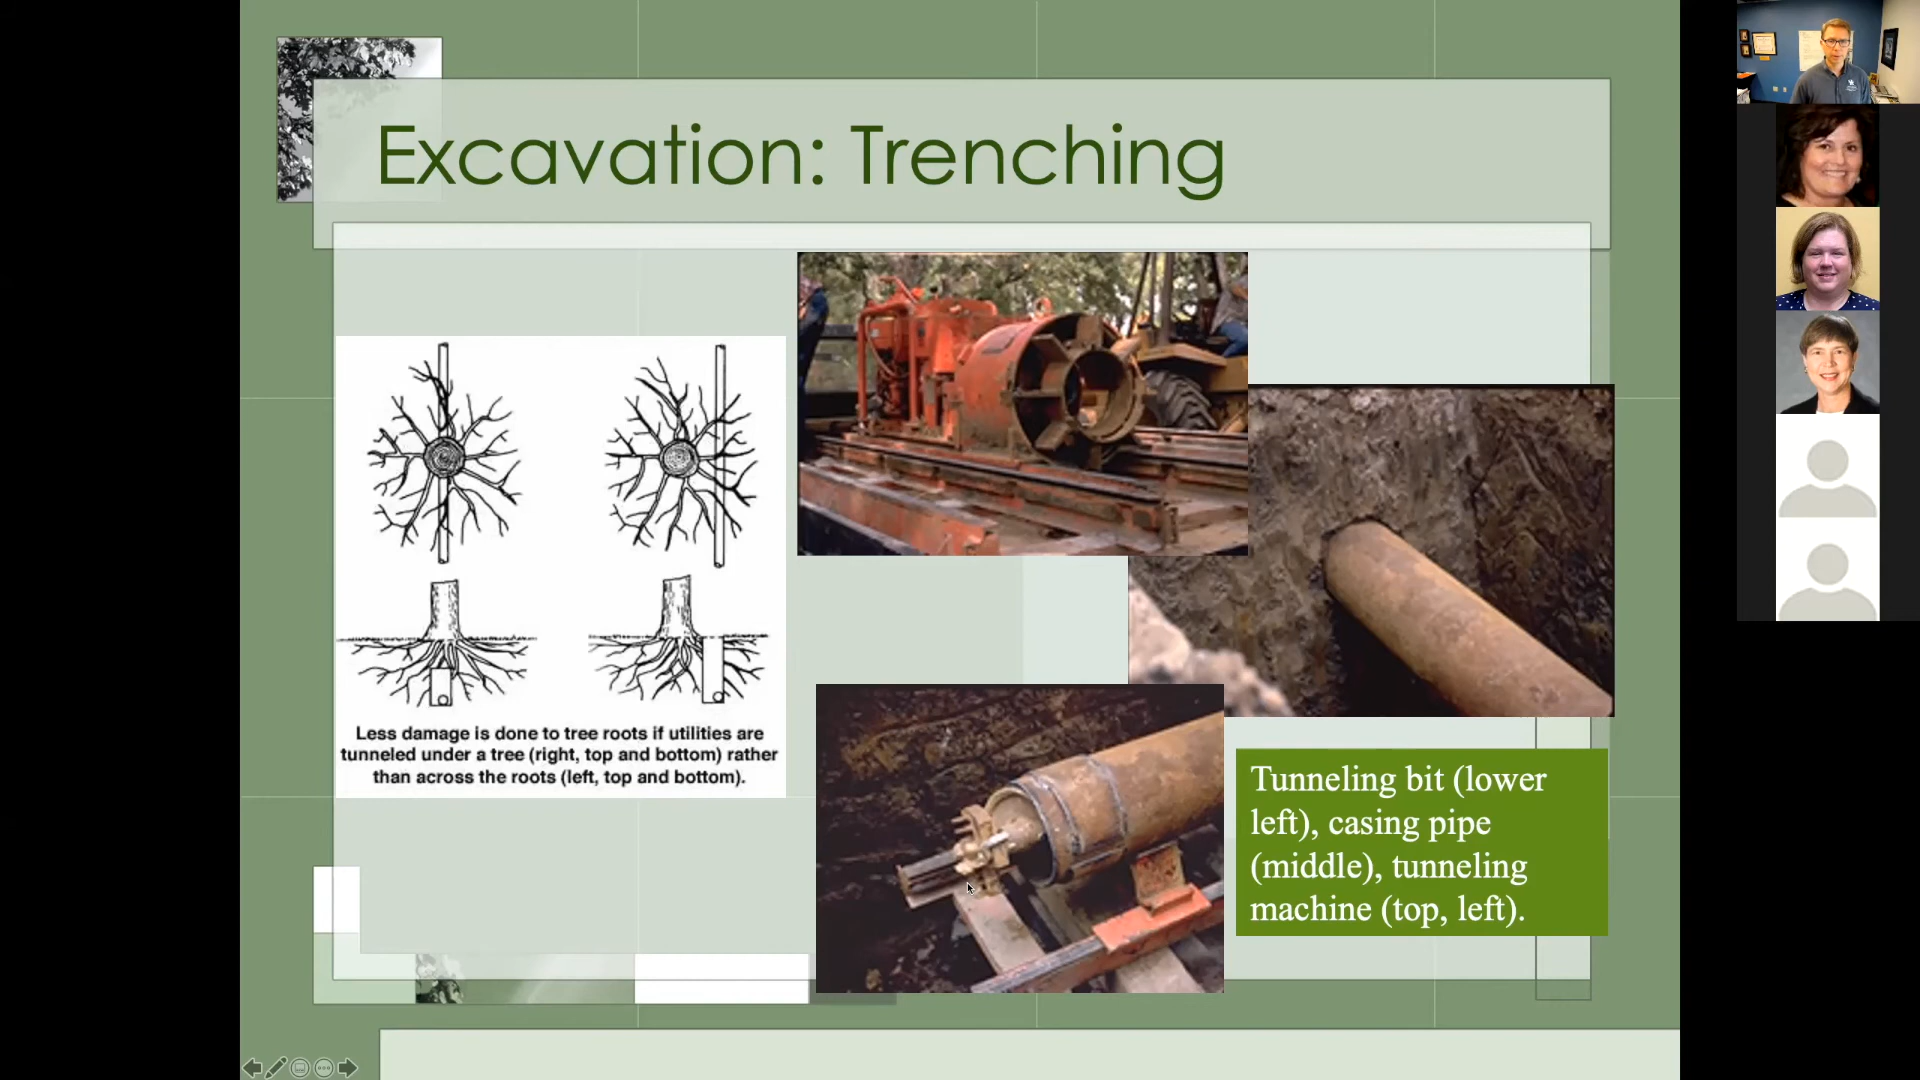 Excavation: Trenching
Less damage is done to tree roots if utilities are
tunneled under a tree (right, top and bottom) rather
than across the roots (left, top and bottom).
Tunneling bit (lower
left), casing pipe
(middle), tunneling
machine (top, left).